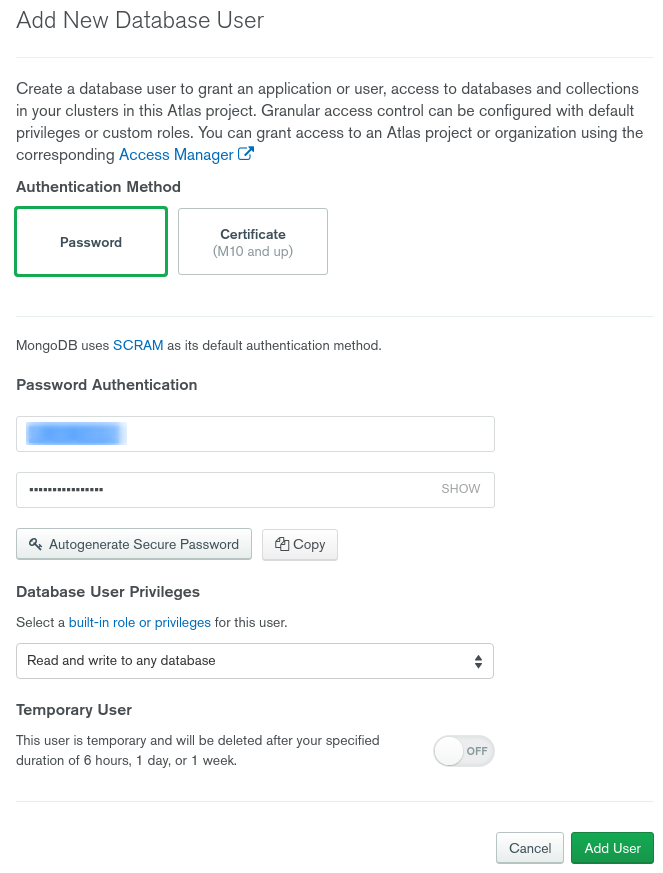 Add New Database User
Create a database user to grant an application or user, access to databases and collections
in your clusters in this Atlas project. Granular access control can be configured with default
privileges or custom roles. You can grant access to an Atlas project or organization using the
corresponding Access Manager
Authentication Method
Password
Certificate
(M10 and up)
MongoDB uses SCRAM as its default authentication method.
Password Authentication
SHOW
Autogenerate Secure Password
Copy
Database User Privileges
Select a built-in role or privileges for this user.
Read and write to any database
Temporary User
This user is temporary and will be deleted after your specified
duration of 6 hours, 1 day, or 1 week.
OFF
Cancel
Add User